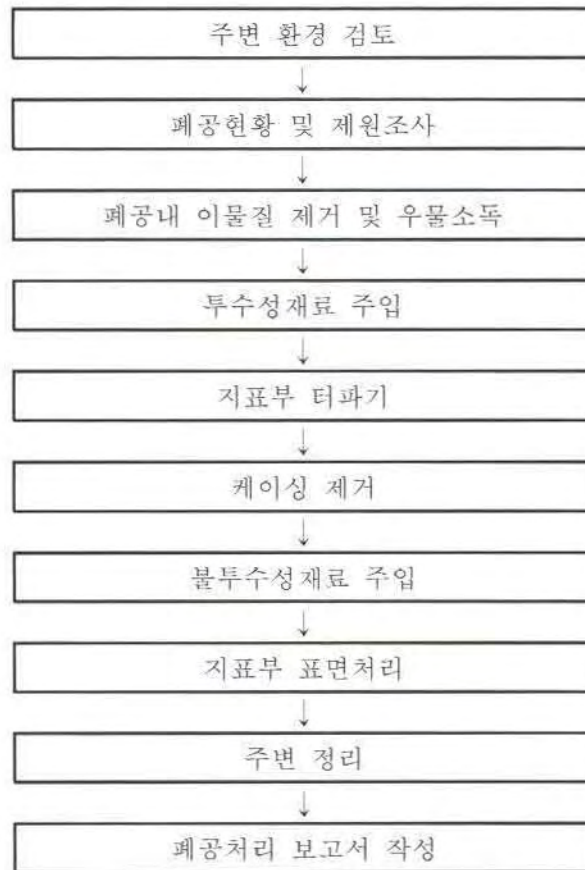 주변 환경 검토
↓
폐공현황 및 제원조사
↓
폐공내 이물질 제거 및 우물소독
↓
투수성재료 주입
↓
지표부 터파기
↓
케이싱 제거
↓
불투수성재료 주입
↓
지표부 표면처리
↓
주변 정리
↓
폐공처리 보고서 작성